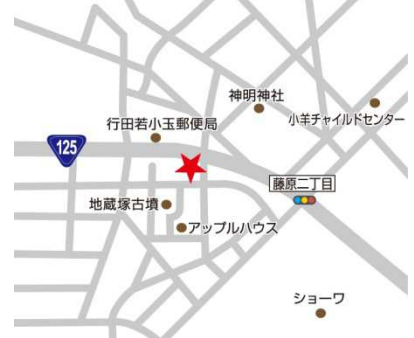 神明神社
小羊チャイルドセンター
行田若小玉郵便局
125
藤原二丁目
地蔵塚古墳
アップルハウス
ショーワ